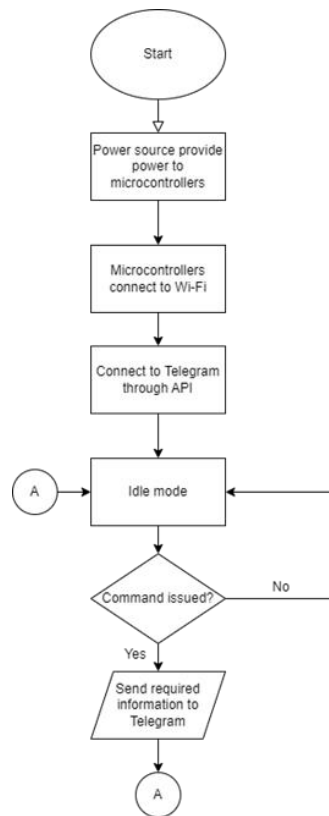 Start
Power source provide
power to
microcontrollers
Microcontrollers
connect to Wi-Fi
Connect to Telegram
through API
A
Idle mode
Command issued?
No
Yes
Send required
information to
Telegram
A